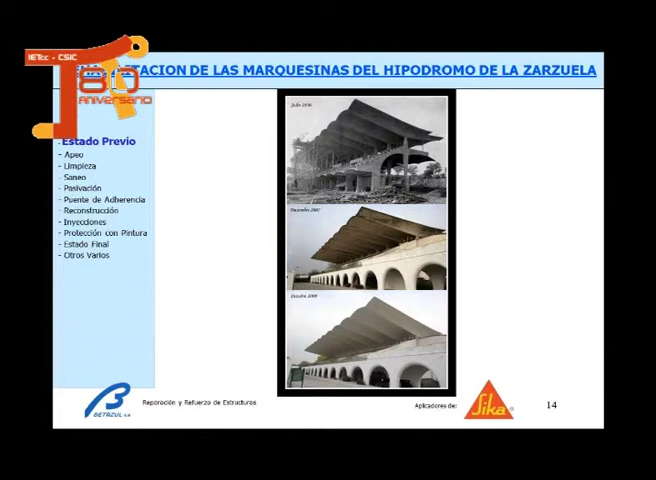 IETcc - CSIC
80
Aniversario
TACION DE LAS MARQUESINAS DEL HIPODROMO DE LA ZARZUELA
- Estado Previo
- Apeo
- Limpieza
- Saneo
- Pasivación
- Puente de Adherencia
- Reconstrucción
- Inyecciones
- Protección con Pintura
- Estado Final
- Otros Varios
Julio 1936
Diciembre 2007
Octubre 2009
BETAZUL S.A
Reparación y Refuerzo de Estructuras
Aplicadores de:
Sika
14